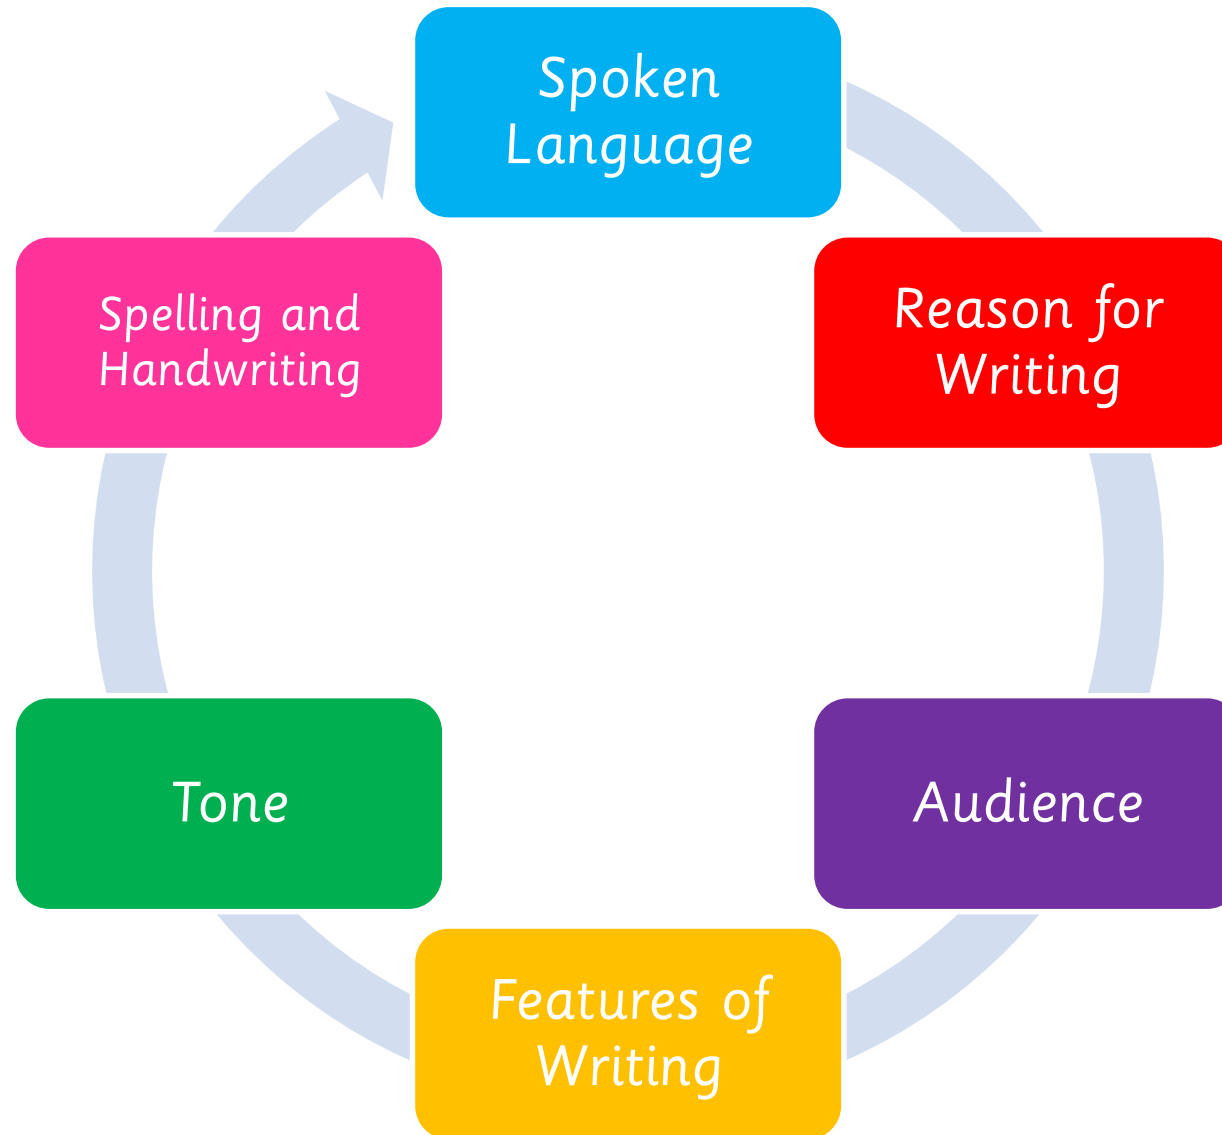 Spoken
Language
Reason for
Writing
Audience
Features of
Writing
Tone
Spelling and
Handwriting